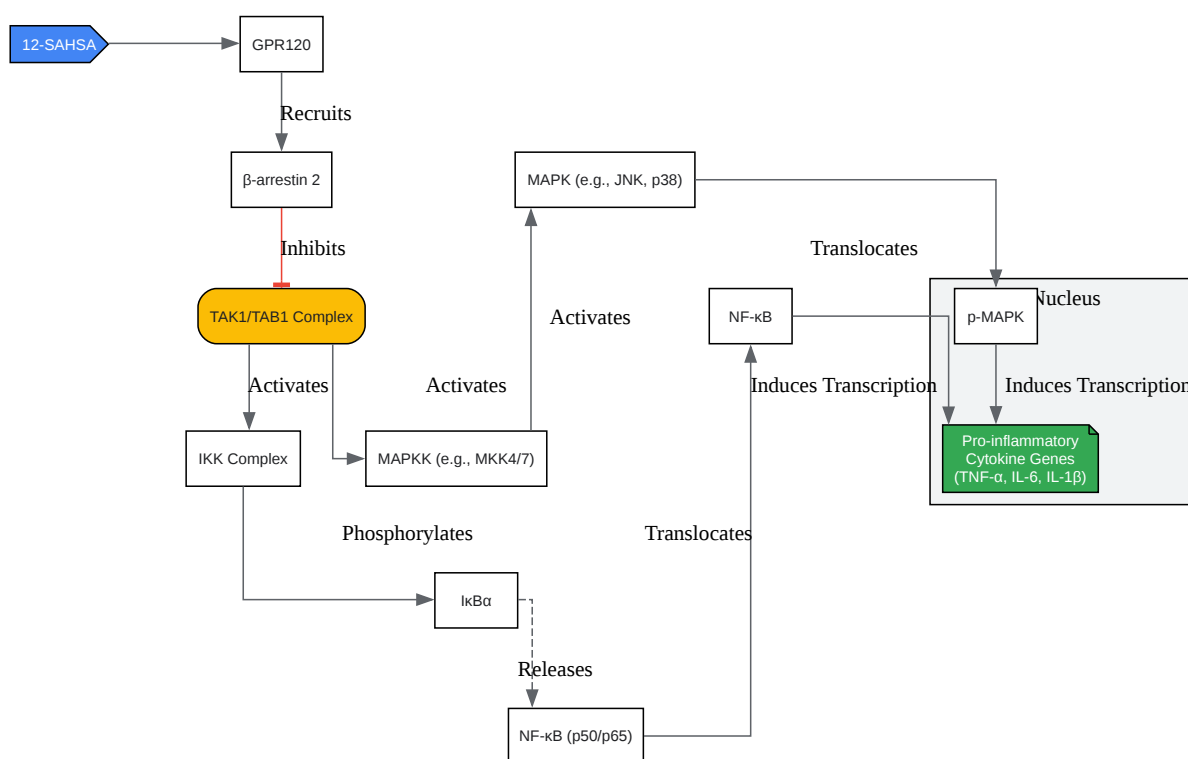 12-SAHSA
GPR120
Recruits
β-arrestin 2
MAPK (e.g., JNK, p38)
Inhibits
Translocates
TAK1/TAB1 Complex
Activates
NF-κB
Nucleus
p-MAPK
Activates
Activates
Induces Transcription
Induces Transcription
IKK Complex
MAPKK (e.g., MKK4/7)
Pro-inflammatory
Cytokine Genes
(TNF-α, IL-6, IL-1β)
Phosphorylates
Translocates
IκBα
Releases
NF-κB (p50/p65)